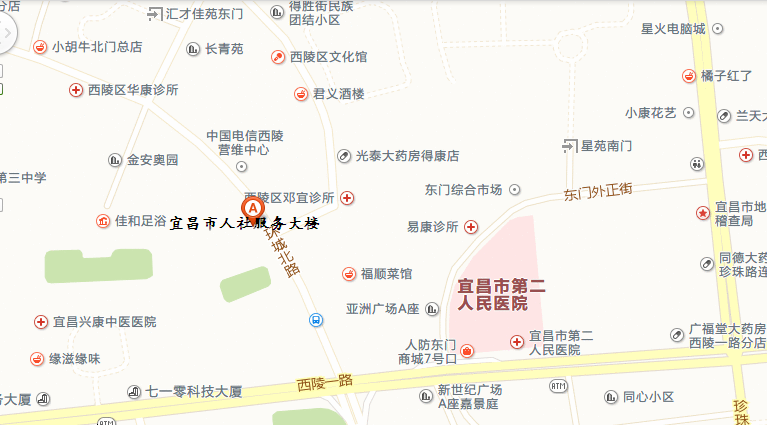 分店
汇才佳苑东门
得胜街民族
团结小区
星火电脑城
小胡牛北门总店
长青苑
西陵区文化馆
橘子红了
西陵区华康诊所
君义酒楼
小康花艺
兰天大
中国电信西陵
营维中心
金安奥园
光泰大药房得康店
星苑南门
西
第三中学
西陵区邓宜诊所
东门综合市场
东门外正街
宜昌市地
稽查局
佳和足浴
宜昌市人社服务大楼
易康诊所
环城北路
福顺菜馆
同德大药
珍珠路连
宜昌市第二
人民医院
亚洲广场A座
宜昌兴康中医医院
宜昌市第二
人民医院
广福堂大药房
西陵一路分店
缘滋缘味
人防东门
商城7号口
西陵一路
七一零科技大厦
务大厦
新世纪广场
A座嘉景庭
ATM
同心小区
珍珠
ATM
A